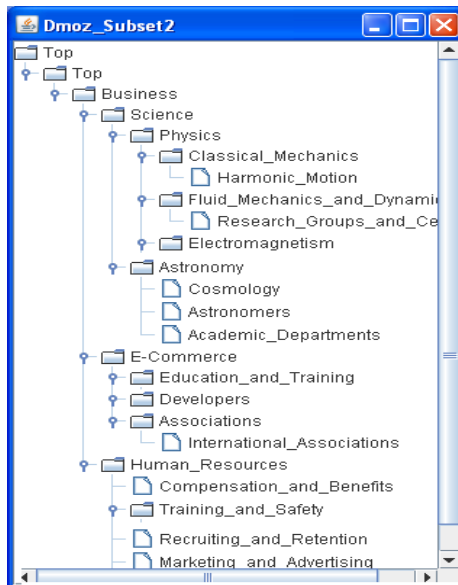 Dmoz_Subset2
Top
Top
Business
Science
Physics
Classical_Mechanics
Harmonic_Motion
Fluid_Mechanics_and_Dynami
Research_Groups_and_Ce
Electromagnetism
Astronomy
Cosmology
Astronomers
Academic_Departments
E-Commerce
Education_and_Training
Developers
Associations
International_Associations
Human_Resources
Compensation_and_Benefits
Training_and_Safety
Recruiting_and_Retention
Marketing_and_Advertising